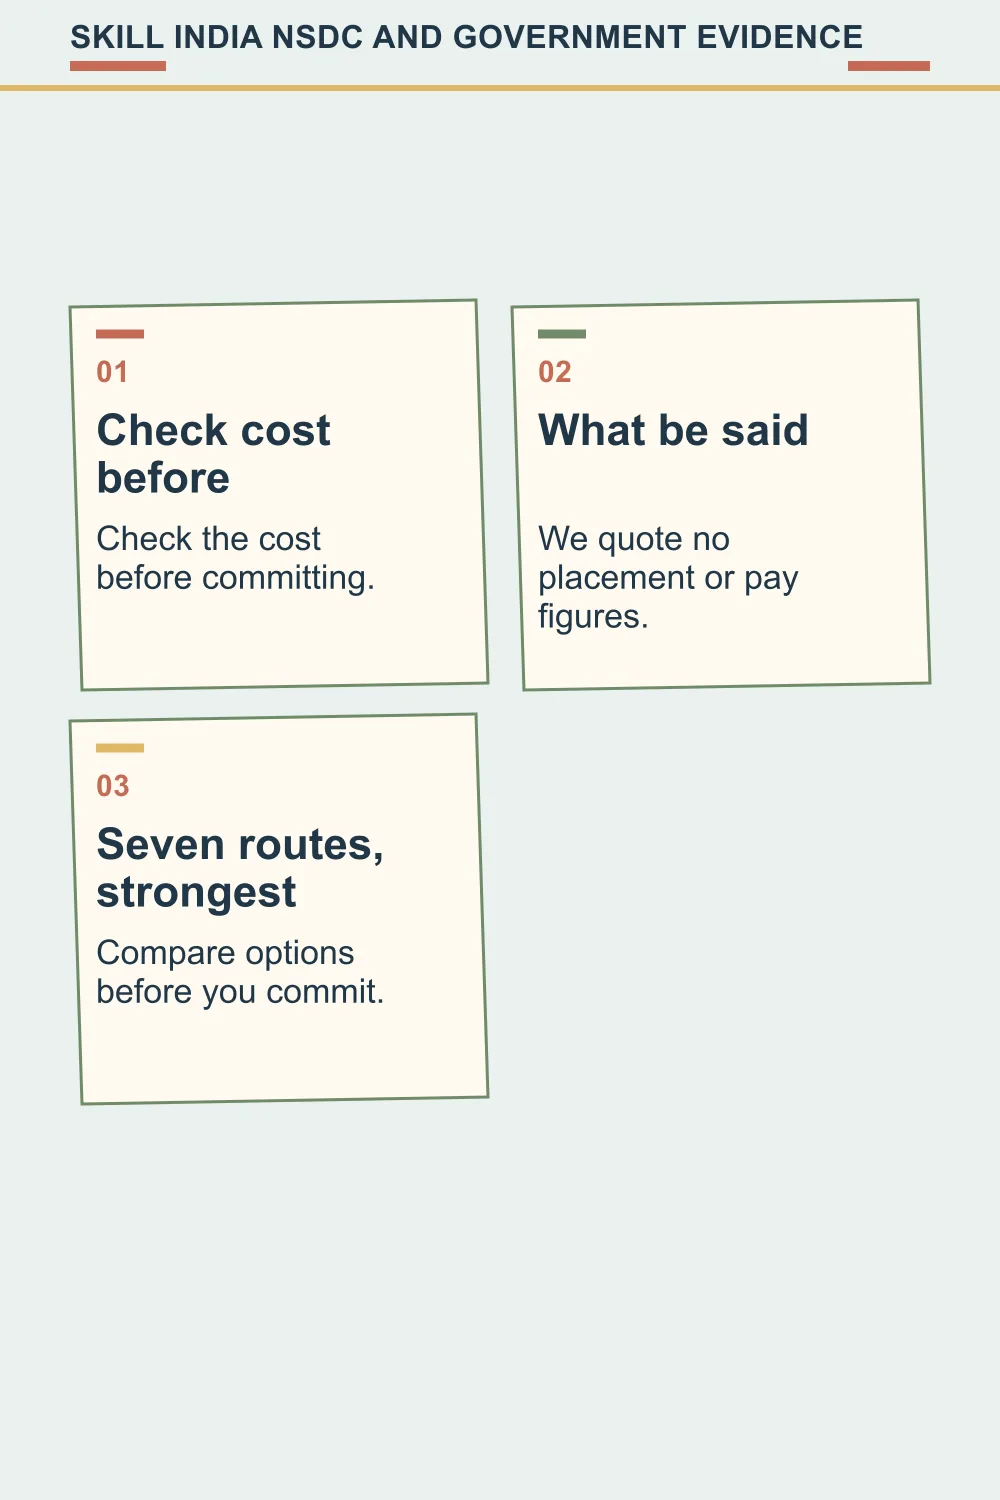 SKILL INDIA NSDC AND GOVERNMENT EVIDENCE
01
Check cost
before
Check the cost
before committing.
02
What be said
We quote no
placement or pay
figures.
03
Seven routes,
strongest
Compare options
before you commit.